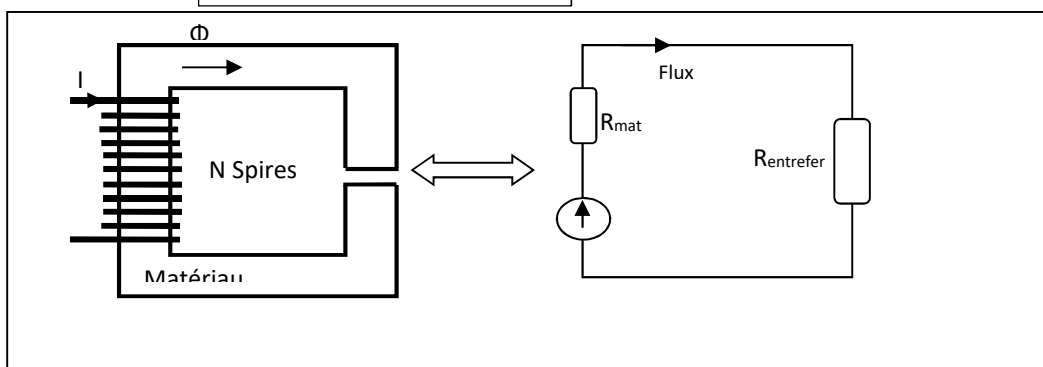 Φ
I
N Spires
Matériau
Flux
Rmat
Rentrefer